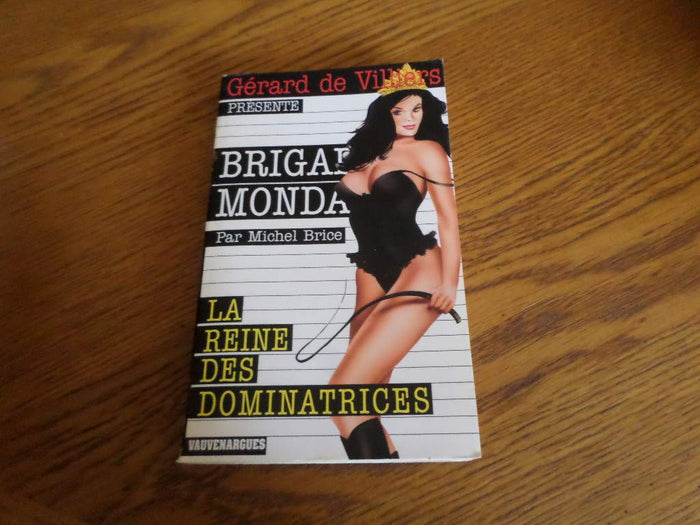 Gérard de Villiers
PRÉSENTE
BRIGAD
MONDA
Par Michel Brice
LA
REINE
DES
DOMINATRICES
VAUVENARGUES